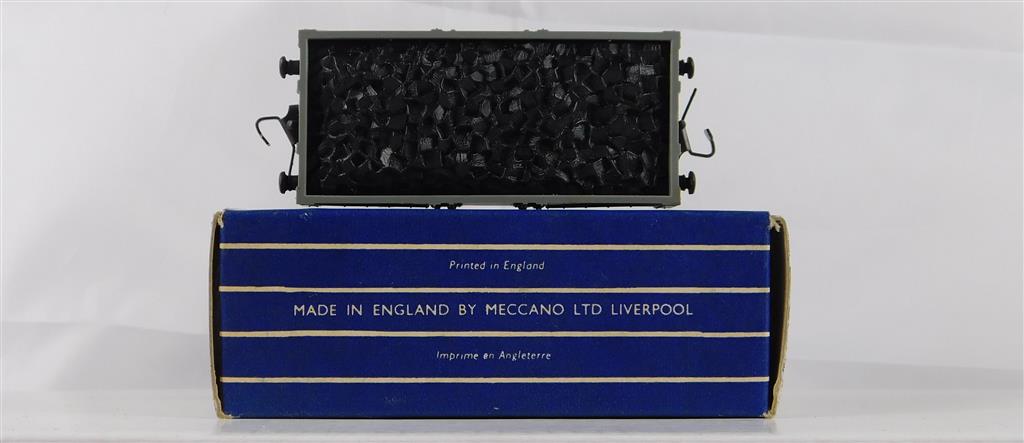 Printed in England
MADE IN ENGLAND BY MECCANO LTD LIVERPOOL
Imprime en Angleterre